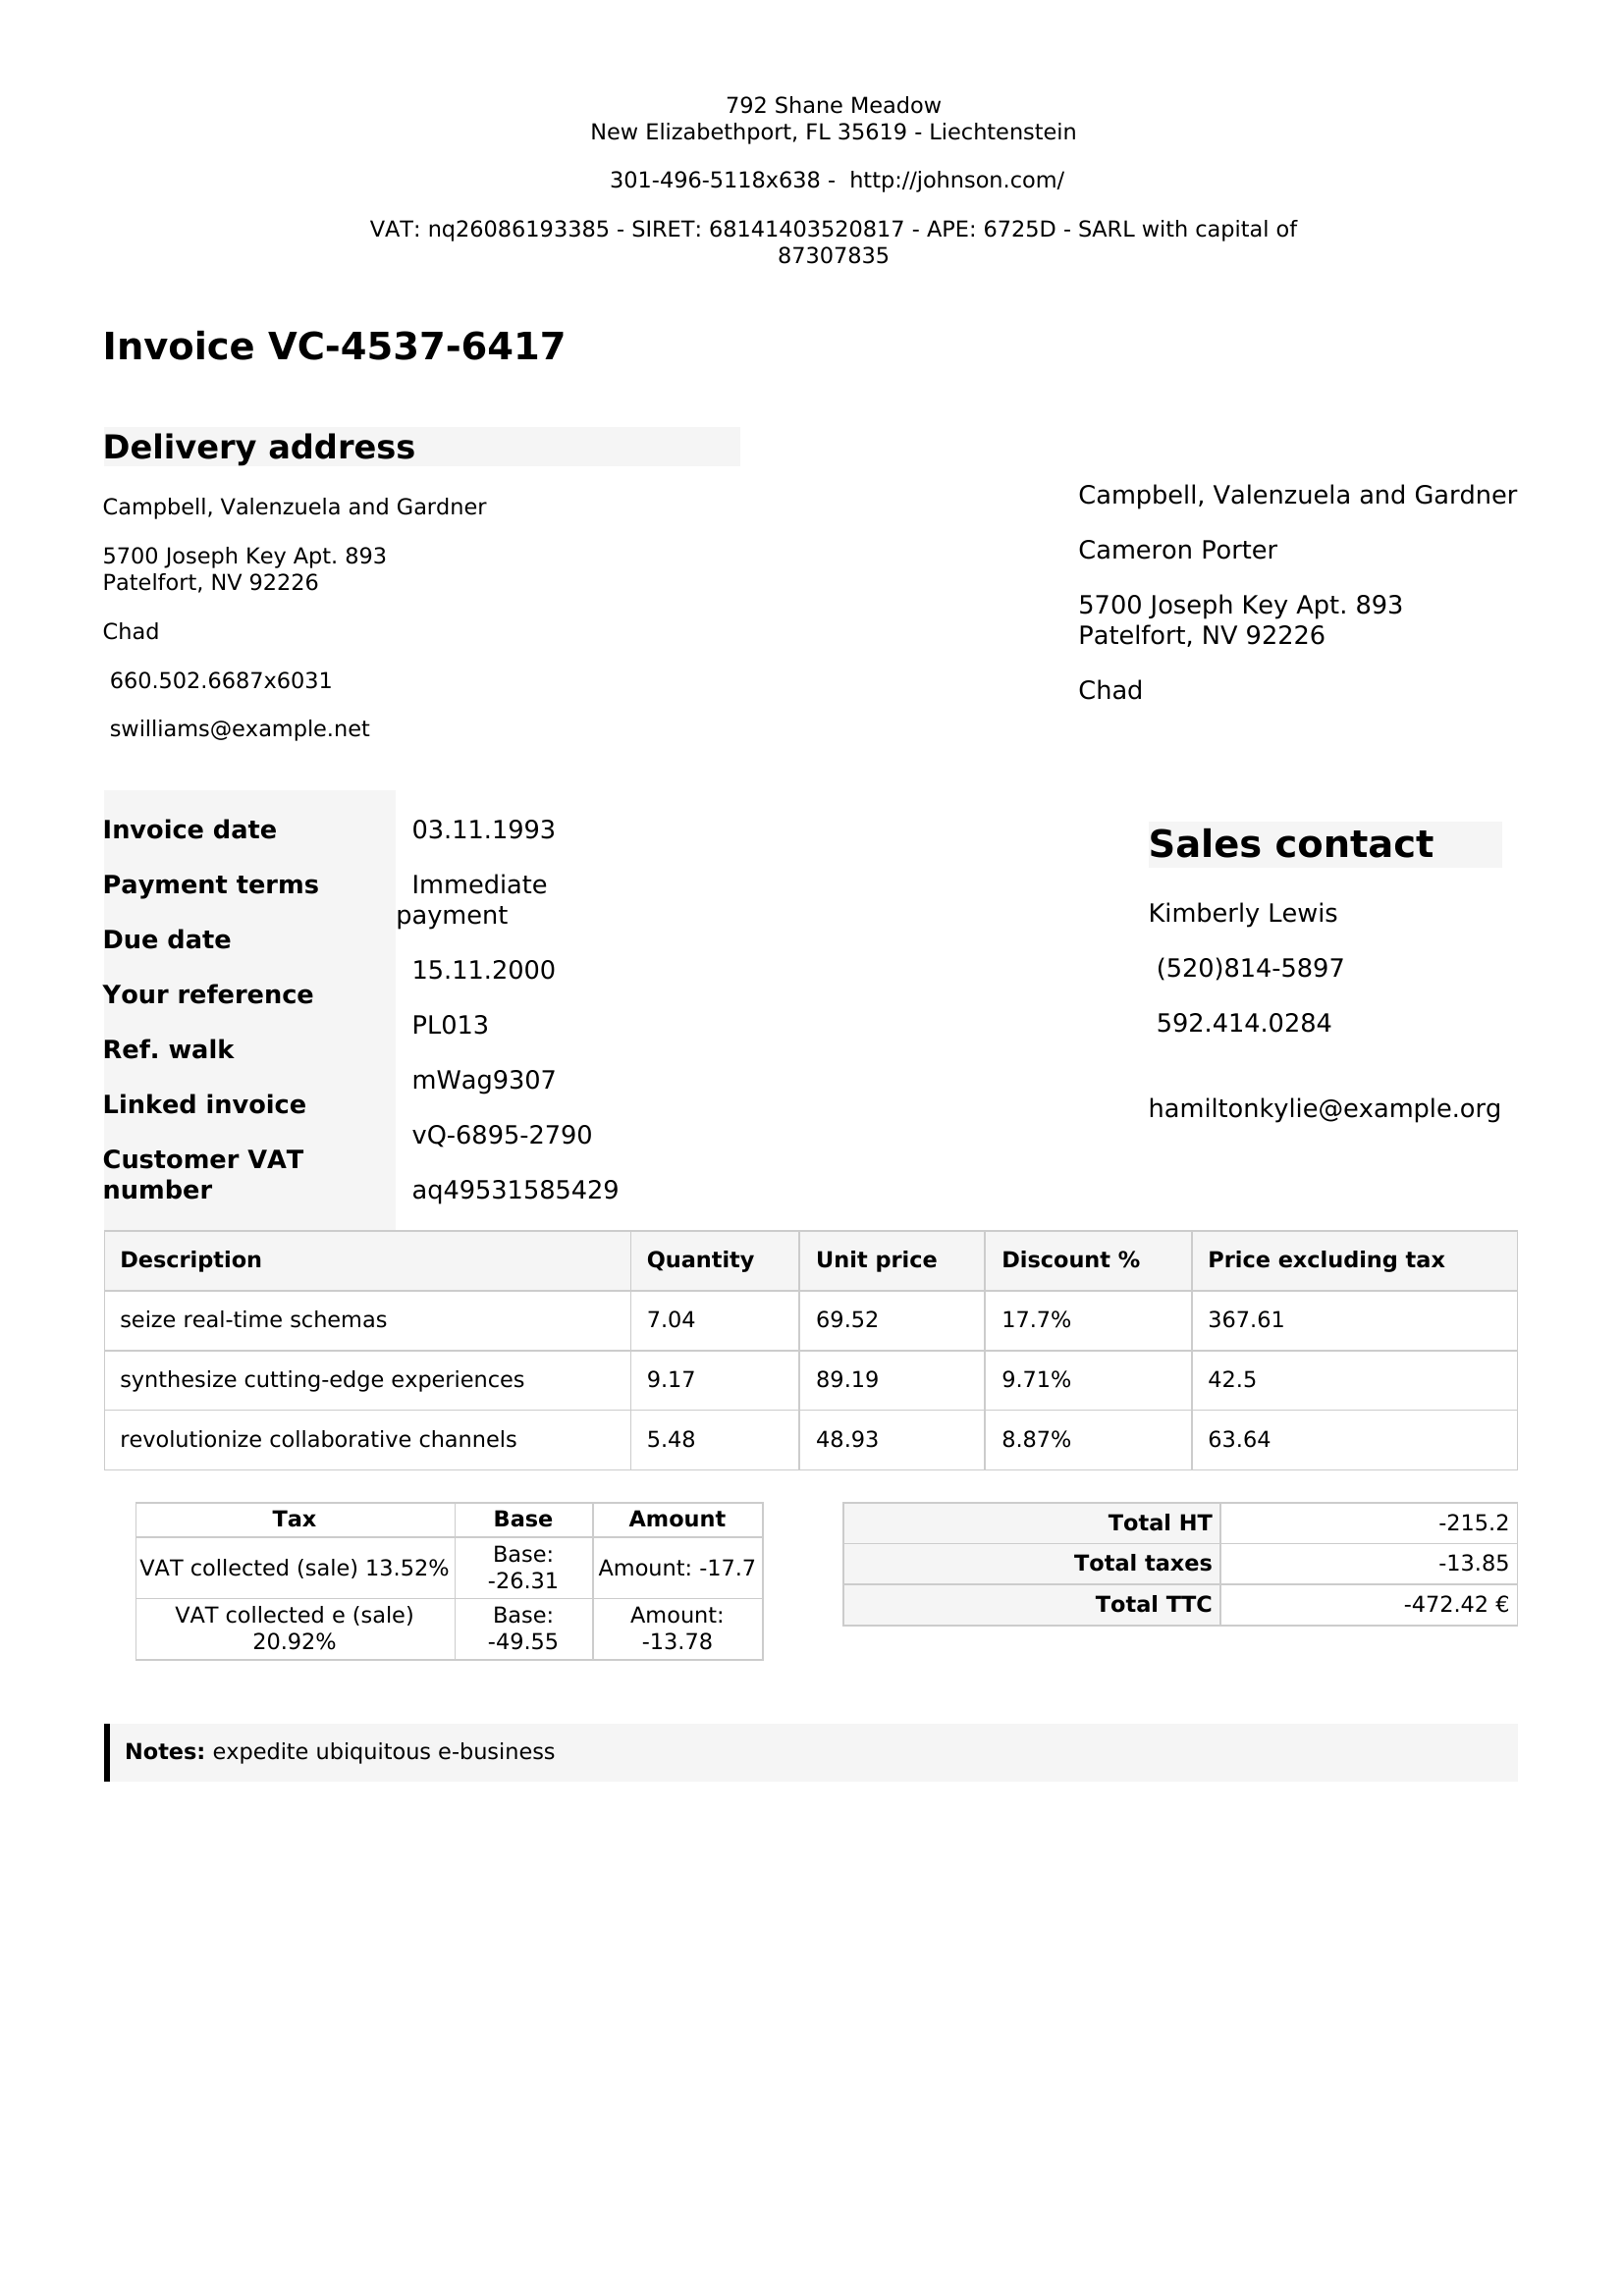 792 Shane Meadow
New Elizabethport, FL 35619 - Liechtenstein
301-496-5118x638 -  http://johnson.com/
VAT: nq26086193385 - SIRET: 68141403520817 - APE: 6725D - SARL with capital of
87307835
Invoice VC-4537-6417
Delivery address
Campbell, Valenzuela and Gardner
5700 Joseph Key Apt. 893
Patelfort, NV 92226
Chad
660.502.6687x6031
swilliams@example.net
Campbell, Valenzuela and Gardner
Cameron Porter
5700 Joseph Key Apt. 893
Patelfort, NV 92226
Chad
Invoice date
Payment terms
Due date
Your reference
Ref. walk
Linked invoice
Customer VAT
number
03.11.1993
Immediate
payment
15.11.2000
PL013
mWag9307
vQ-6895-2790
aq49531585429
Sales contact
Kimberly Lewis
(520)814-5897
592.414.0284
hamiltonkylie@example.org
Description Quantity Unit price Discount % Price excluding tax
seize real-time schemas 7.04 69.52 17.7% 367.61
synthesize cutting-edge experiences 9.17 89.19 9.71% 42.5
revolutionize collaborative channels 5.48 48.93 8.87% 63.64
Tax Base Amount
VAT collected (sale) 13.52% Base: -26.31 Amount: -17.7
VAT collected e (sale) 20.92% Base: -49.55 Amount: -13.78
Total HT -215.2
Total taxes -13.85
Total TTC -472.42 €
Notes: expedite ubiquitous e-business